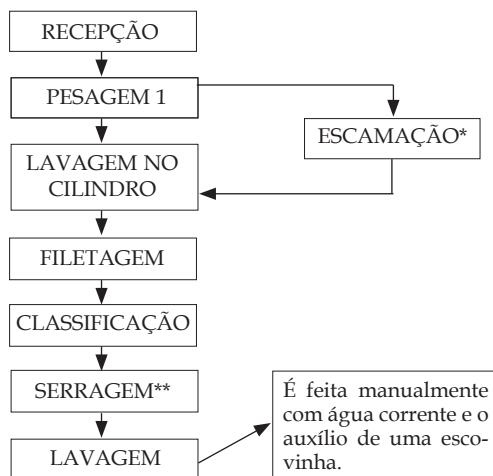 RECEPÇÃO
PESAGEM 1
ESCAMAÇÃO*
LAVAGEM NO
CILINDRO
FILETAGEM
CLASSIFICAÇÃO
SERRAGEM**
LAVAGEM
É feita manualmente
com água corrente e o
auxílio de uma esco-
vinha.